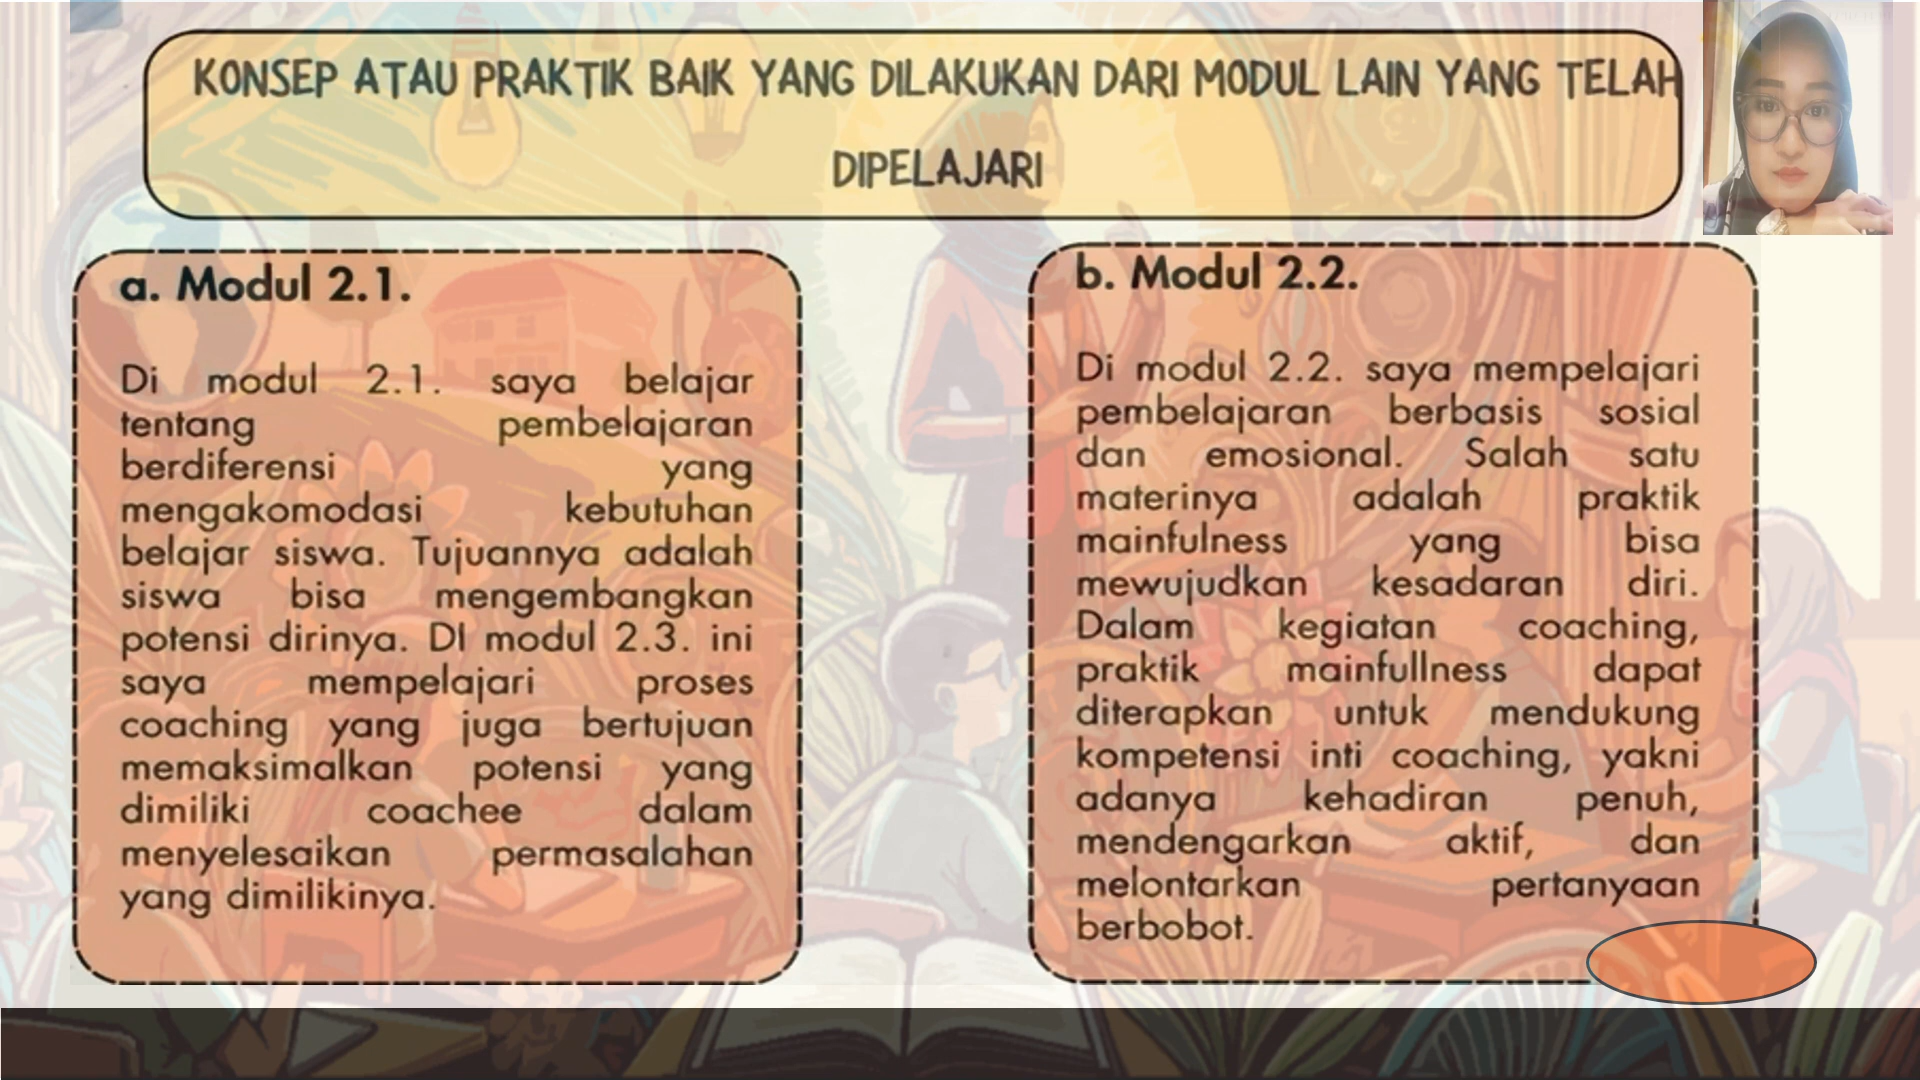 KONSEP ATAU PRAKTIK BAIK YANG DILAKUKAN DARI MODUL LAIN YANG TELAH
DIPELAJARI
a. Modul 2.1.
Di modul 2.1. saya belajar
tentang pembelajaran
berdiferensi yang
mengakomodasi kebutuhan
belajar siswa. Tujuannya adalah
siswa bisa mengembangkan
potensi dirinya. DI modul 2.3. ini
saya mempelajari proses
coaching yang juga bertujuan
memaksimalkan potensi yang
dimiliki coachee dalam
menyelesaikan permasalahan
yang dimilikinya.
b. Modul 2.2.
Di modul 2.2. saya mempelajari
pembelajaran berbasis sosial
dan emosional. Salah satu
materinya adalah praktik
mainfulness yang bisa
mewujudkan kesadaran diri.
Dalam kegiatan coaching,
praktik mainfullness dapat
diterapkan untuk mendukung
kompetensi inti coaching, yakni
adanya kehadiran penuh,
mendengarkan aktif, dan
melontarkan pertanyaan
berbobot.